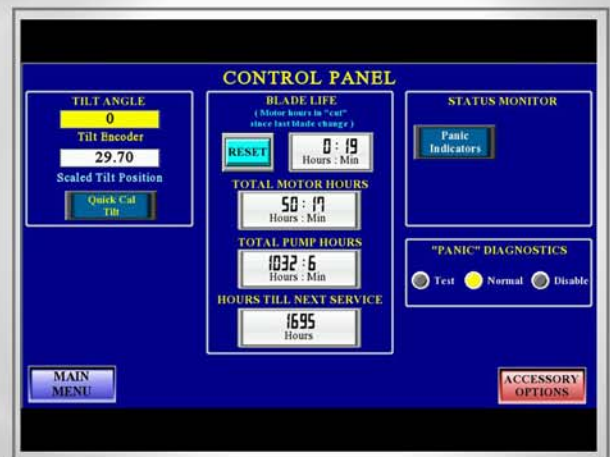 CONTROL PANEL
TILT ANGLE
0
Tilt Encoder
29.70
Scaled Tilt Position
Quick Cal
Tilt
BLADE LIFE
( Motor hours in "cut"
since last blade change )
RESET
0 : 19
Hours : Min
TOTAL MOTOR HOURS
50 : 17
Hours : Min
TOTAL PUMP HOURS
1032 : 6
Hours : Min
HOURS TILL NEXT SERVICE
1695
Hours
STATUS MONITOR
Panic
Indicators
"PANIC" DIAGNOSTICS
Test Normal Disable
MAIN
MENU
ACCESSORY
OPTIONS